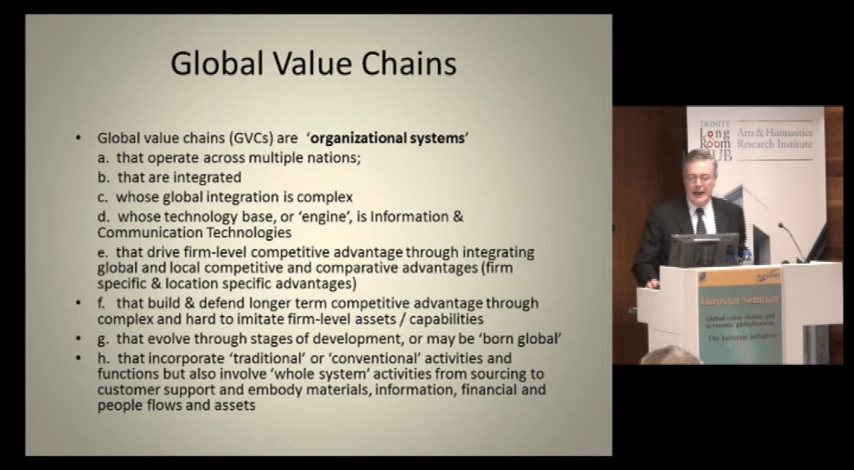 Global Value Chains
• Global value chains (GVCs) are 'organizational systems'
a. that operate across multiple nations;
b. that are integrated
c. whose global integration is complex
d. whose technology base, or 'engine', is Information &
Communication Technologies
e. that drive firm-level competitive advantage through integrating
global and local competitive and comparative advantages (firm
specific & location specific advantages)
• f. that build & defend longer term competitive advantage through
complex and hard to imitate firm-level assets / capabilities
• g. that evolve through stages of development, or may be 'born global'
• h. that incorporate 'traditional' or 'conventional' activities and
functions but also involve 'whole system' activities from sourcing to
customer support and embody materials, information, financial and
people flows and assets
TRINITY
Long
Room
HUB
Arts & Humanities
Research Institute
Eurostat Seminar
Global value chains and
economic globalization
The Eurostat initiative